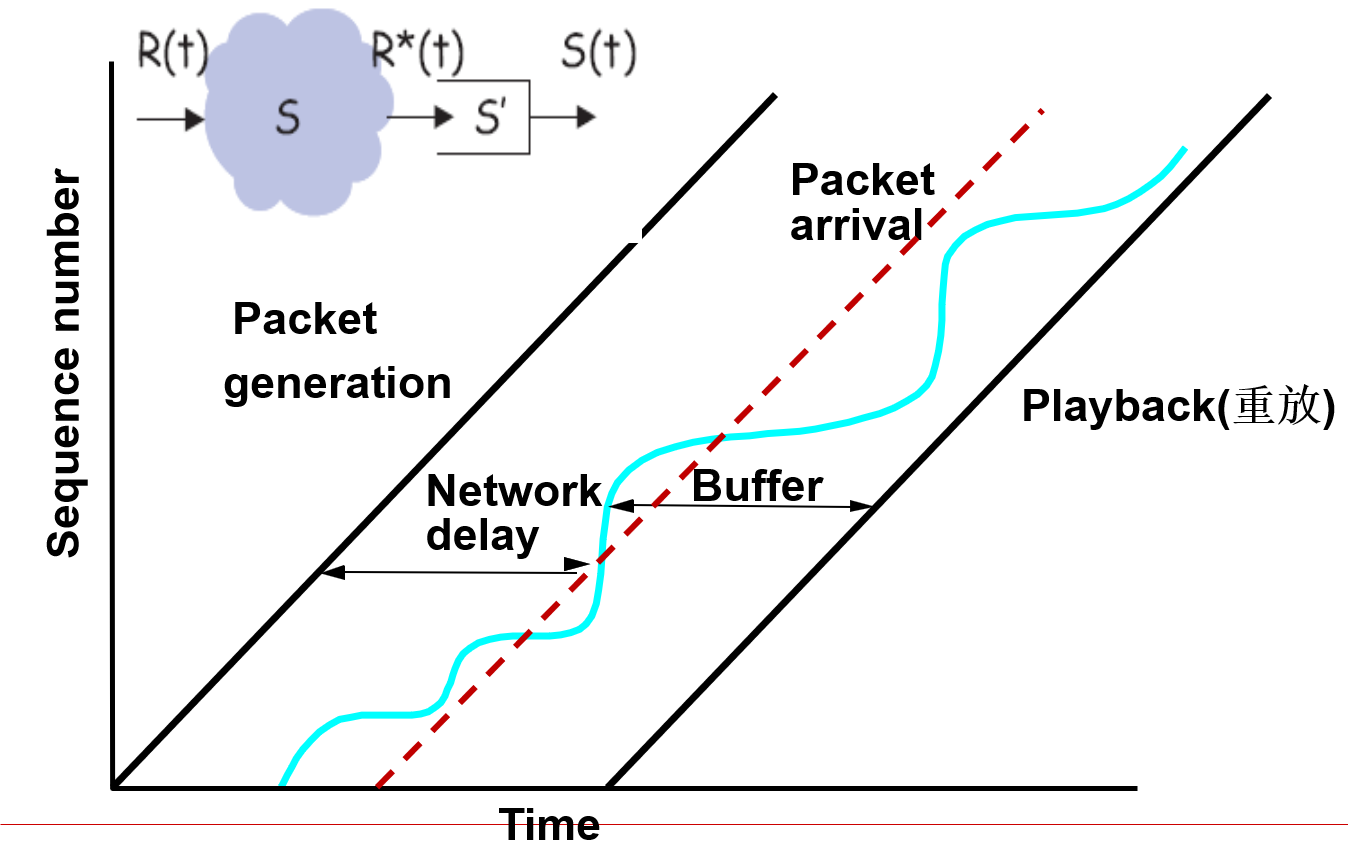 R(t)
R*(t)
S(t)
S
S'
Packet
arrival
Packet
generation
Sequence number
Playback(重放)
Network
delay
Buffer
Time